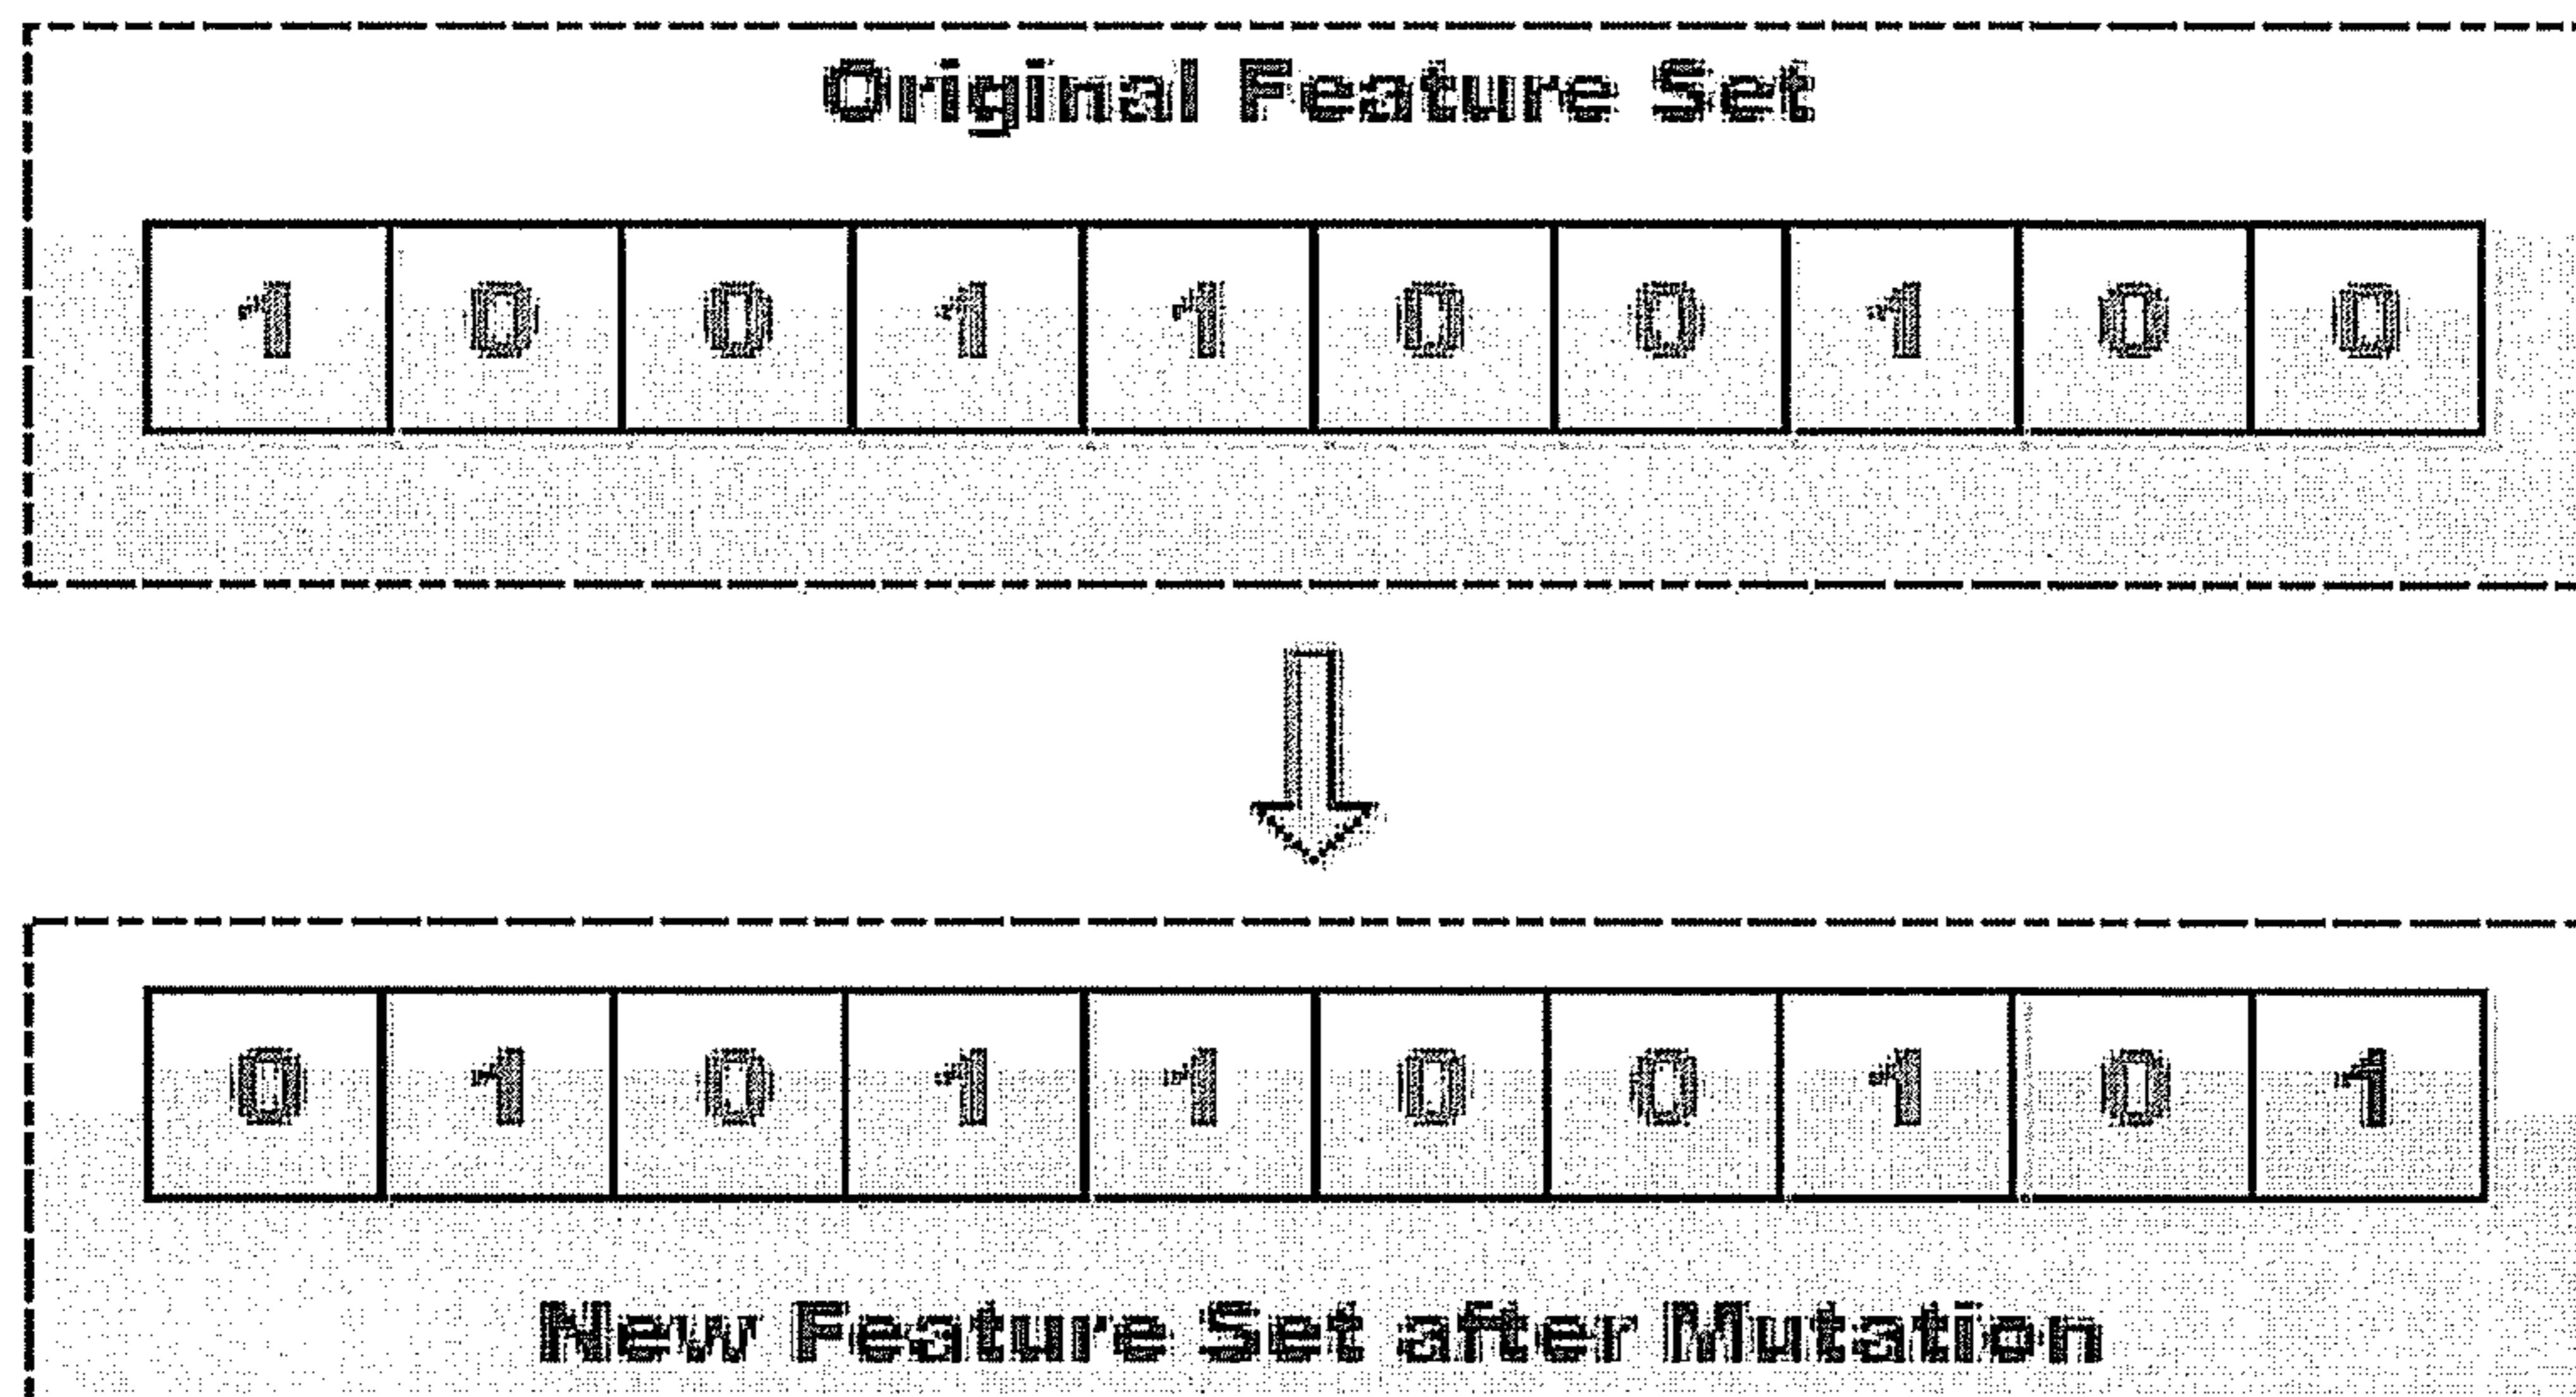 Original Feature Set
1 0 0 1 1 0 0 1 0 0
0 1 0 1 1 0 0 1 0 1
New Feature Set after Mutation